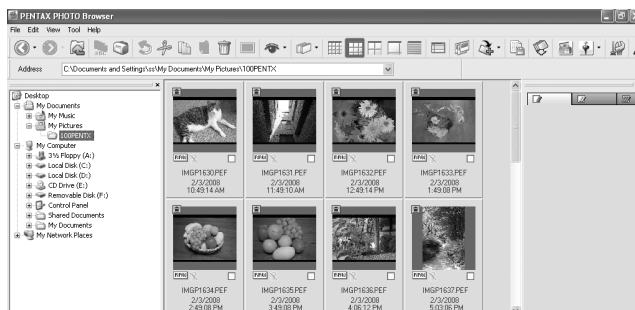 PENTAX PHOTO Browser
File Edit View Tool Help
Address C:\Documents and Settings\ss\My Documents\My Pictures\100PENTX
Desktop
My Documents
My Music
My Pictures
100PENTX
My Computer
3½ Floppy (A:)
Local Disk (C:)
Local Disk (D:)
CD Drive (E:)
Removable Disk (F:)
Control Panel
Shared Documents
My Documents
My Network Places
IMGP1630.PEF
2/3/2008
10:49:14 AM
IMGP1631.PEF
2/3/2008
11:49:10 AM
IMGP1632.PEF
2/3/2008
12:49:14 PM
IMGP1633.PEF
2/3/2008
1:49:08 PM
IMGP1634.PEF
2/3/2008
2:49:08 PM
IMGP1635.PEF
2/3/2008
3:49:08 PM
IMGP1636.PEF
2/3/2008
4:06:12 PM
IMGP1637.PEF
2/3/2008
5:03:06 PM